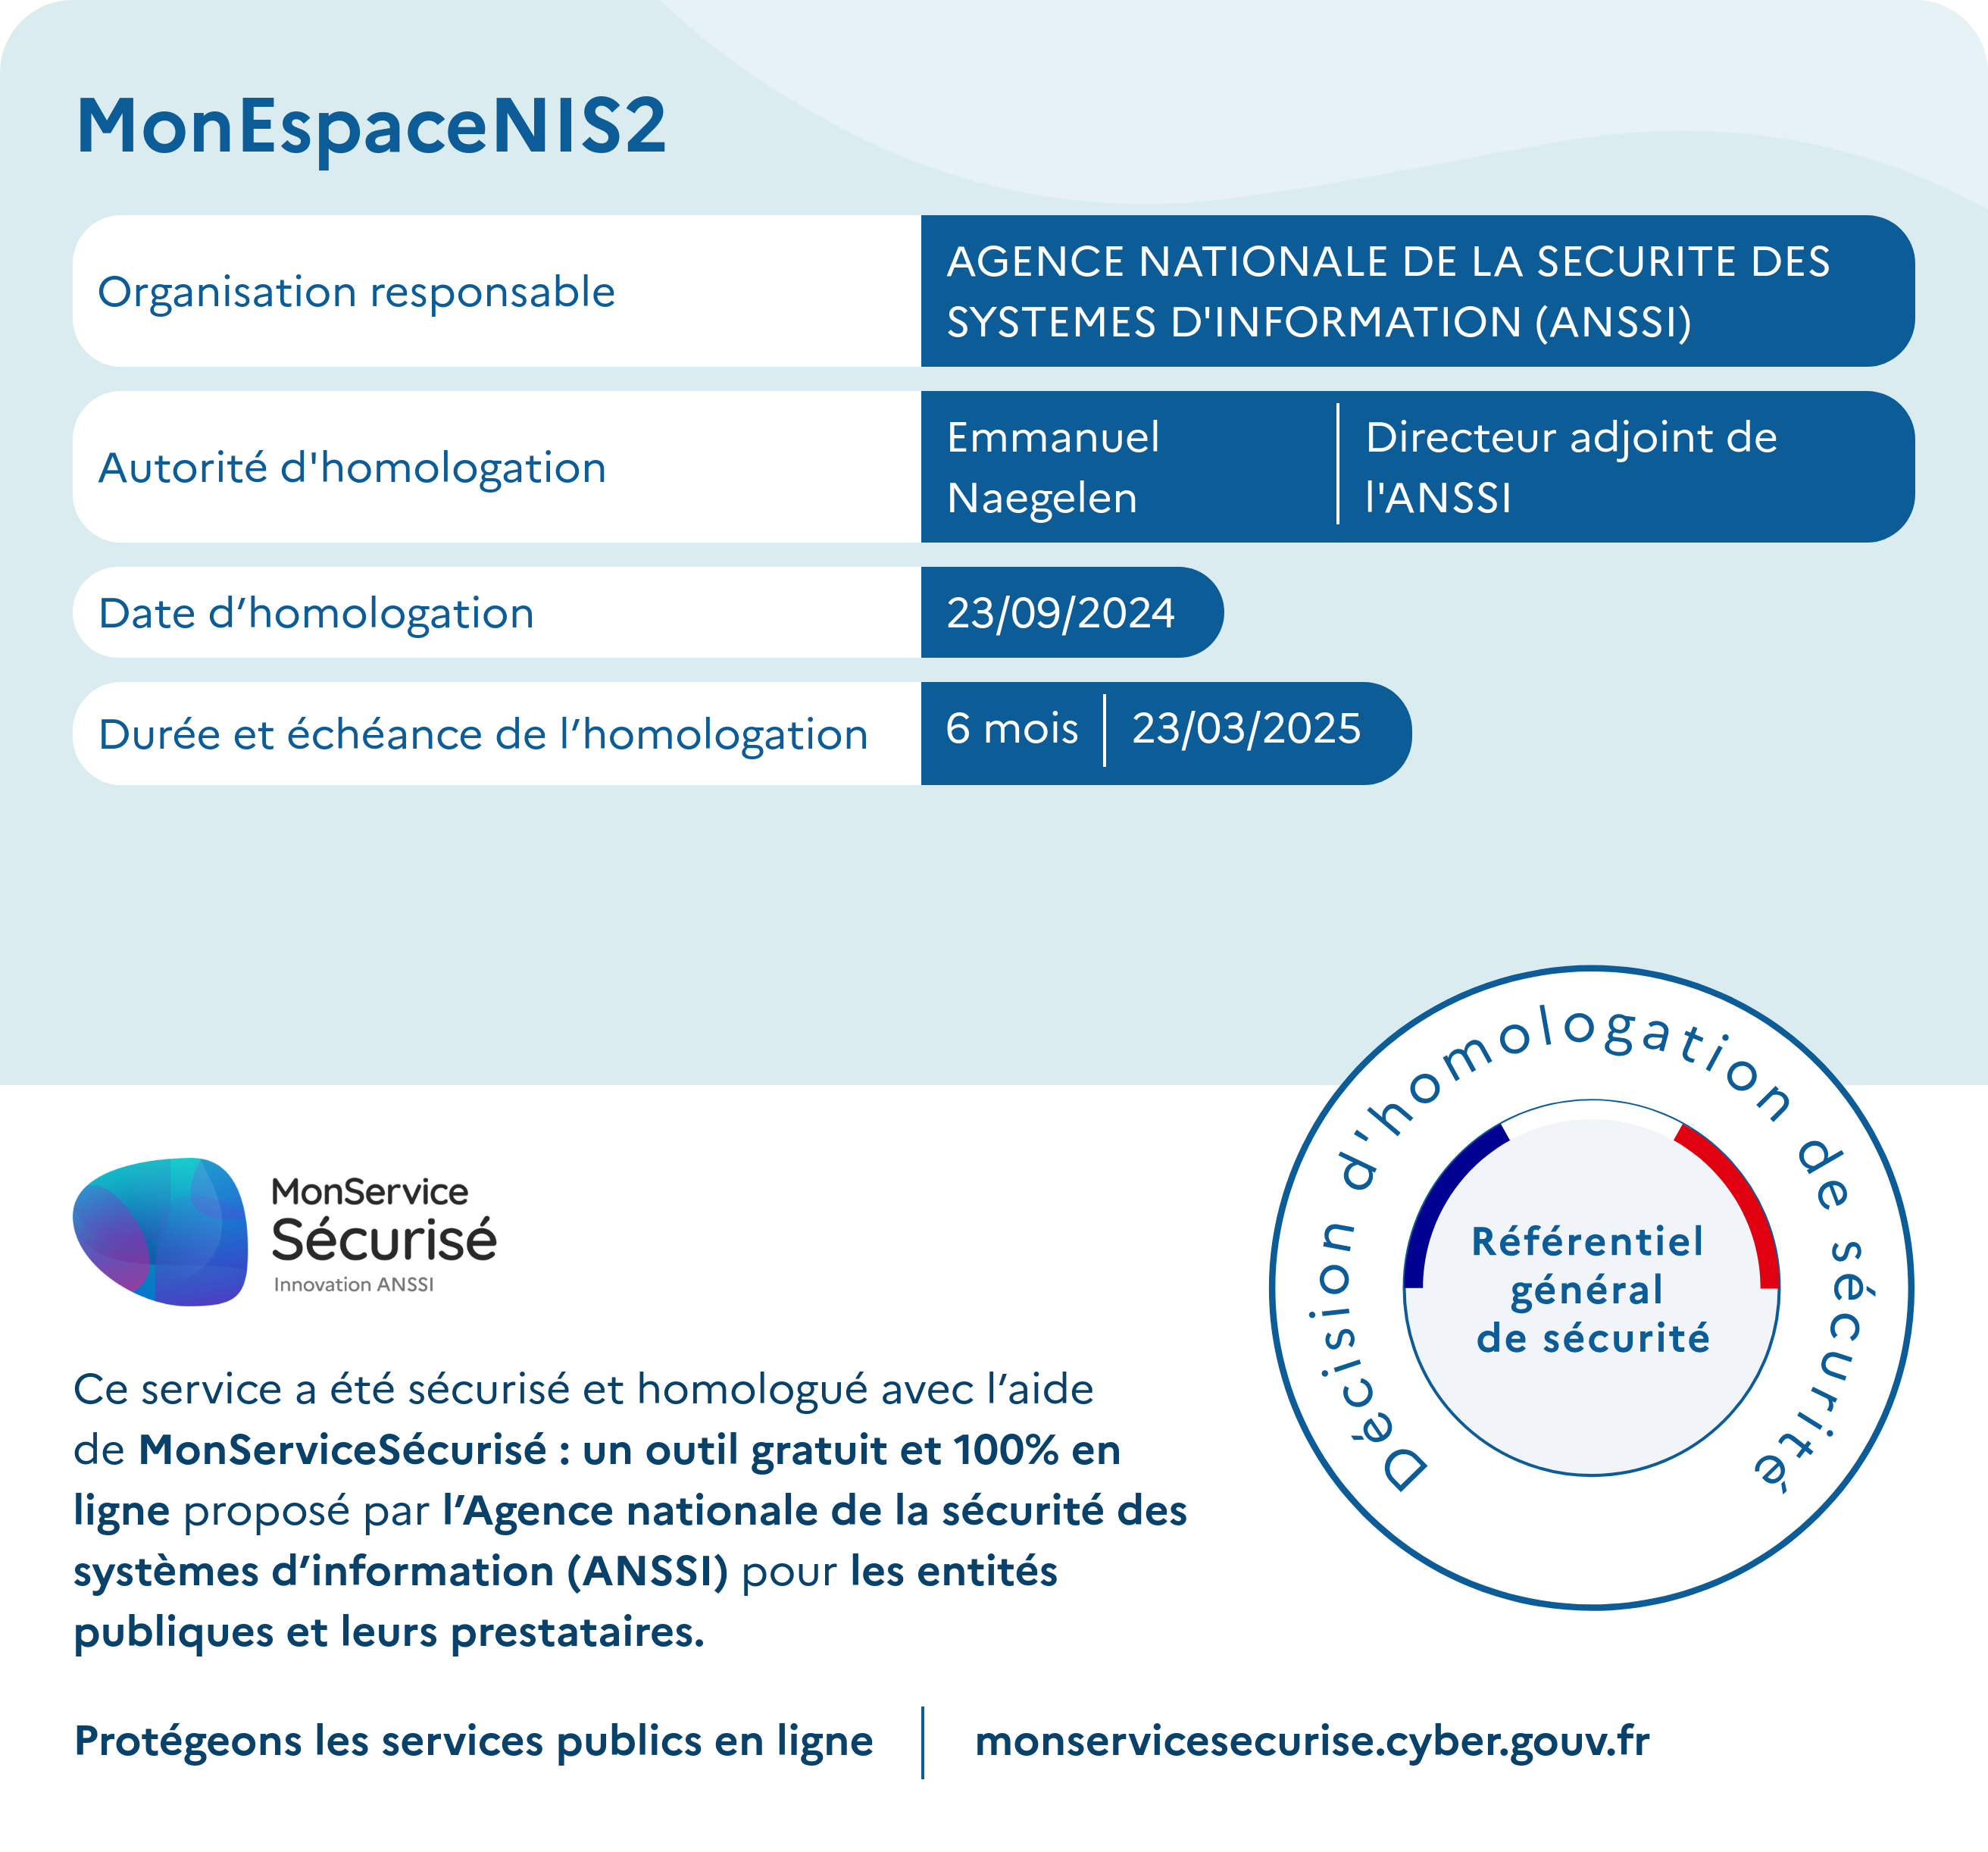 MonEspaceNIS2
Organisation responsable
AGENCE NATIONALE DE LA SECURITE DES
SYSTEMES D'INFORMATION (ANSSI)
Autorité d'homologation
Emmanuel
Naegelen
Directeur adjoint de
l'ANSSI
Date d’homologation
23/09/2024
Durée et échéance de l’homologation
6 mois
23/03/2025
Décision d'homologation de sécurité
Référentiel
général
de sécurité
MonService
Sécurisé
Innovation ANSSI
Ce service a été sécurisé et homologué avec l’aide
de MonServiceSécurisé : un outil gratuit et 100% en
ligne proposé par l’Agence nationale de la sécurité des
systèmes d’information (ANSSI) pour les entités
publiques et leurs prestataires.
Protégeons les services publics en ligne
monservicesecurise.cyber.gouv.fr